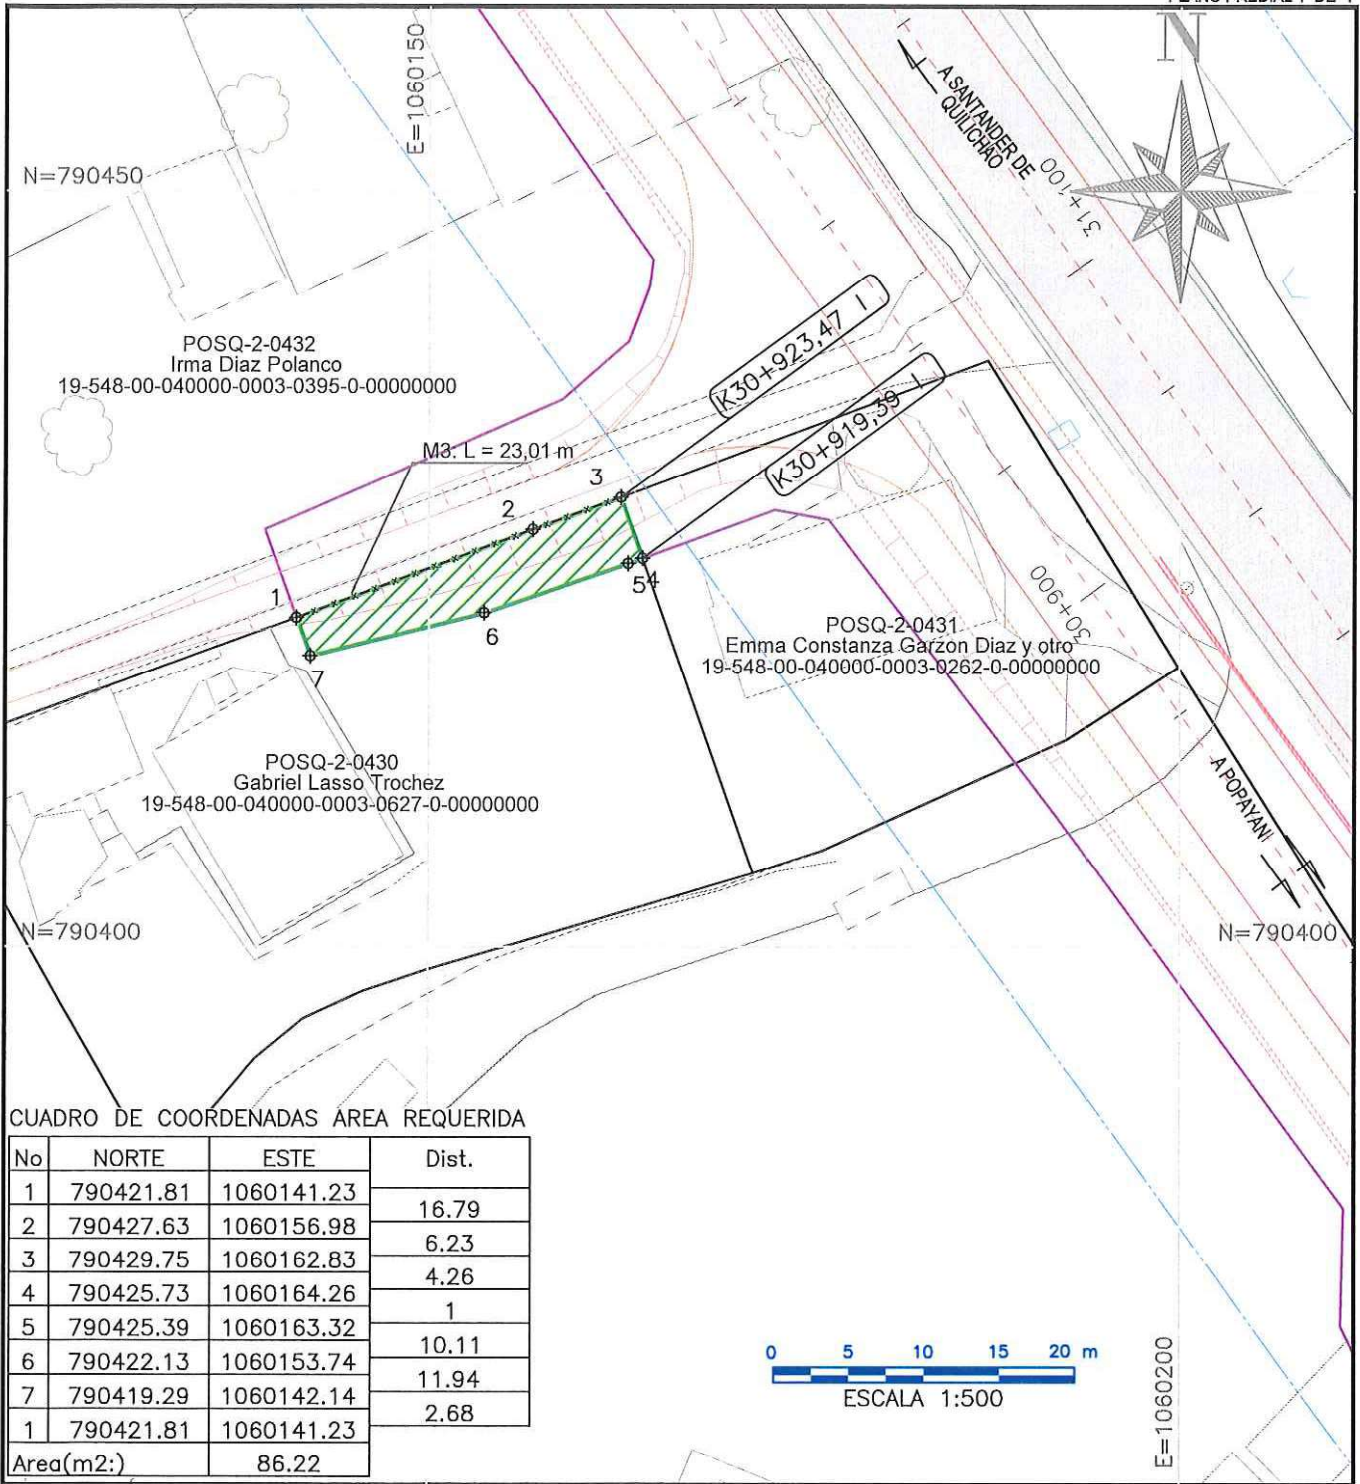 N
E=1060150
A SANTANDER DE
QUILICHAO
31+100
N=790450
K30+923,47 I
POSQ-2-0432
Irma Diaz Polanco
19-548-00-040000-0003-0395-0-00000000
K30+919,39 I
M3. L = 23,01 m
3
2
1
54
6
7
30+900
POSQ-2-0431
Emma Constanza Garzón Diaz y otro
19-548-00-040000-0003-0262-0-00000000
POSQ-2-0430
Gabriel Lasso Trochez
19-548-00-040000-0003-0627-0-00000000
A POPAYAN
N=790400
N=790400
CUADRO DE COORDENADAS AREA REQUERIDA
No NORTE ESTE Dist.
1 790421.81 1060141.23
16.79
2 790427.63 1060156.98
6.23
3 790429.75 1060162.83
4.26
4 790425.73 1060164.26
1
5 790425.39 1060163.32
10.11
6 790422.13 1060153.74
11.94
7 790419.29 1060142.14
2.68
1 790421.81 1060141.23
Area(m2:) 86.22
0 5 10 15 20 m
ESCALA 1:500
E=1060200